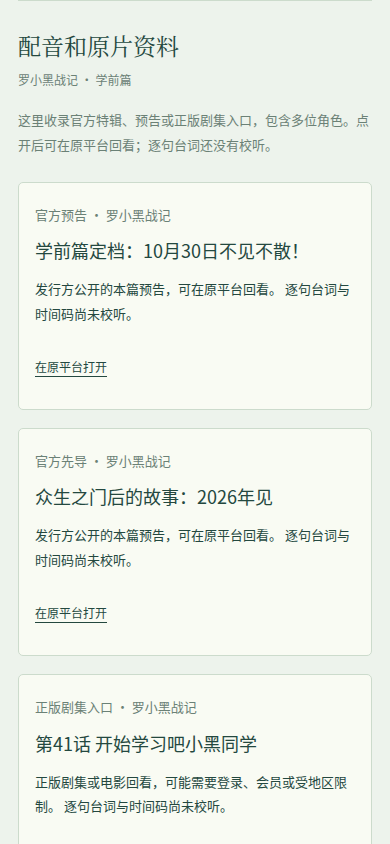 配音和原片资料
罗小黑战记 · 学前篇
这里收录官方特辑、预告或正版剧集入口，包含多位角色。点
开后可在原平台回看；逐句台词还没有校听。
官方预告 · 罗小黑战记
学前篇定档：10月30日不见不散！
发行方公开的本篇预告，可在原平台回看。 逐句台词与
时间码尚未校听。
在原平台打开
官方先导 · 罗小黑战记
众生之门后的故事：2026年见
发行方公开的本篇预告，可在原平台回看。 逐句台词与
时间码尚未校听。
在原平台打开
正版剧集入口 · 罗小黑战记
第41话 开始学习吧小黑同学
正版剧集或电影回看，可能需要登录、会员或受地区限
制。 逐句台词与时间码尚未校听。